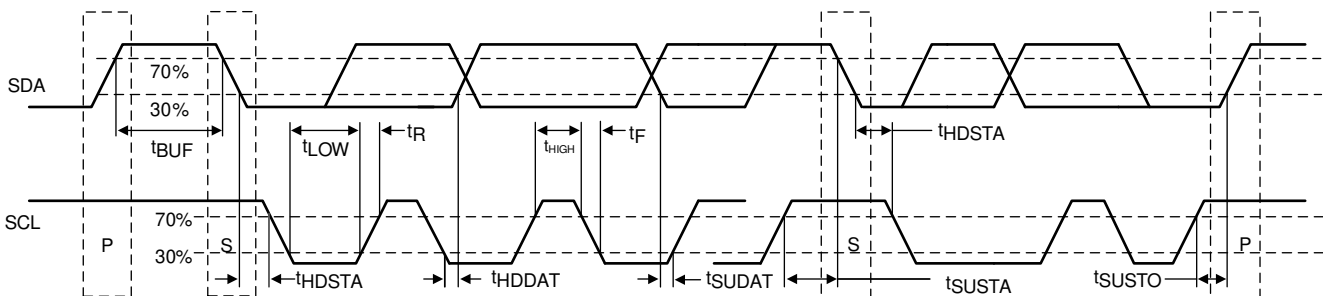 70%
SDA
30%
tBUF
tLOW
tR
tHIGH
tF
tHDSTA
SCL
70%
P
S
30%
tHDSTA
tHDDAT
tSUDAT
S
tSUSTA
tSUSTO
P